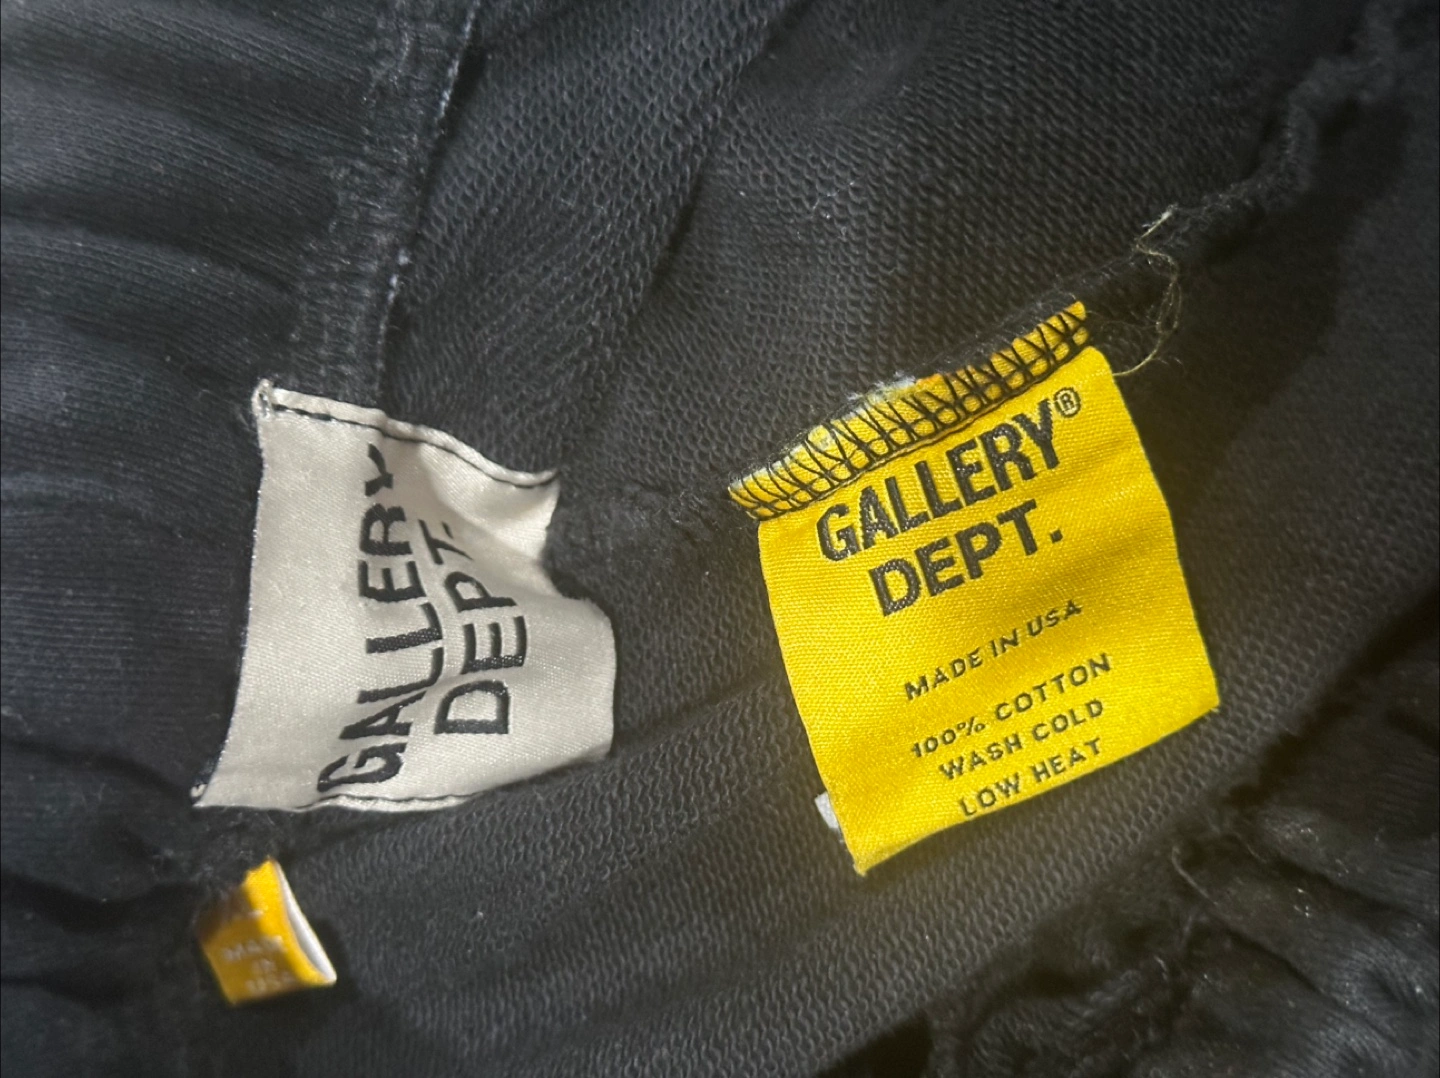 GALLERY
DEPT.
GALLERY®
DEPT.
MADE IN USA
100% COTTON
WASH COLD
LOW HEAT